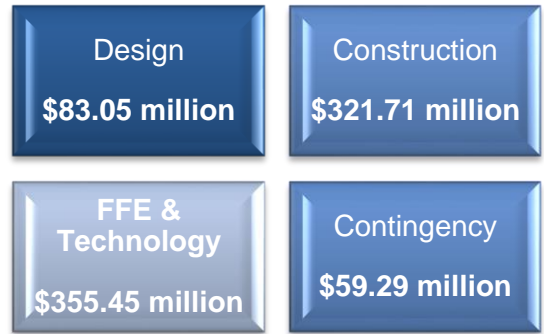 Design
$83.05 million
Construction
$321.71 million
FFE &
Technology
$355.45 million
Contingency
$59.29 million